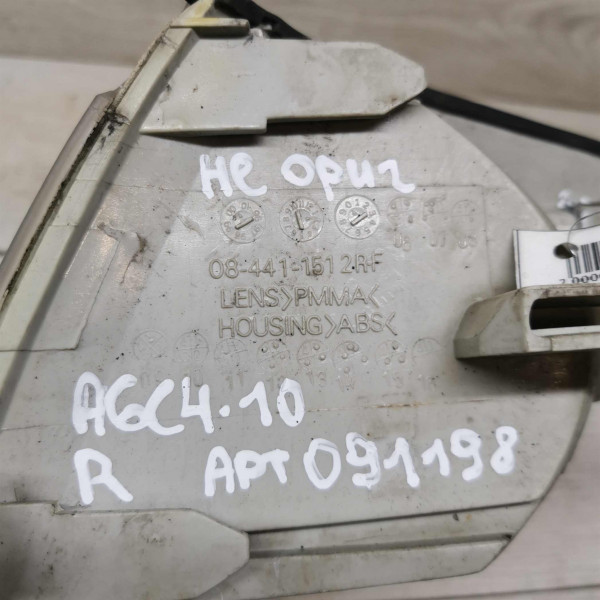 не ориг
08-441-1512R-F
LENS>PMMA<
HOUSING>ABS<
A6C4.10
R АРТ 091198